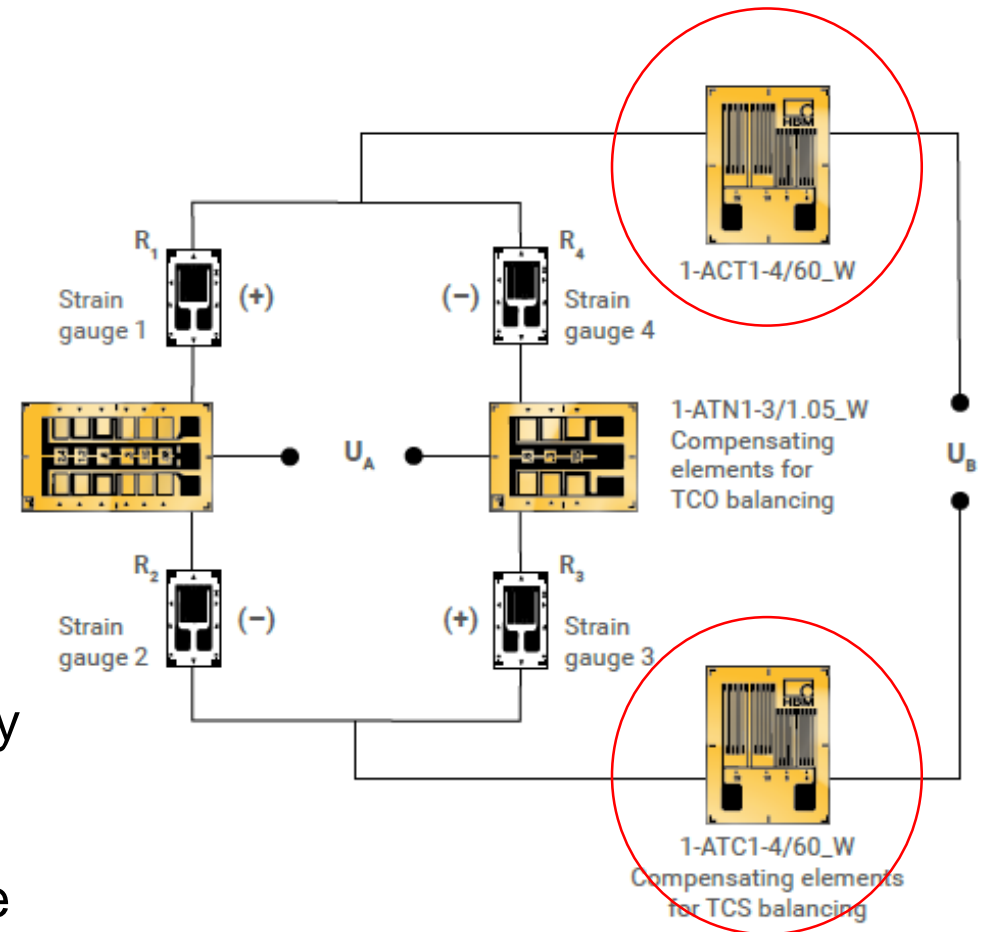 HBM
1-ACT1-4/60_W
R1
Strain
gauge 1
(+)
(–)
R4
Strain
gauge 4
UA
1-ATN1-3/1.05_W
Compensating
elements for
TCO balancing
UB
R2
Strain
gauge 2
(–)
(+)
R3
Strain
gauge 3
y
HBM
1-ATC1-4/60_W
Compensating elements
for TCS balancing
e